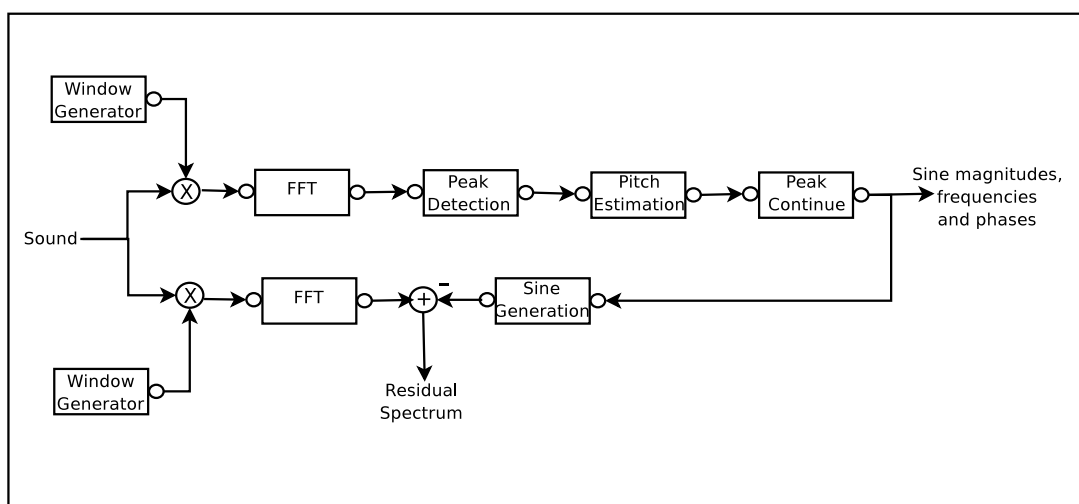 Window
Generator
X
FFT
Peak
Detection
Pitch
Estimation
Peak
Continue
Sine magnitudes,
frequencies
and phases
Sound
X
FFT
+
-
Sine
Generation
Window
Generator
Residual
Spectrum